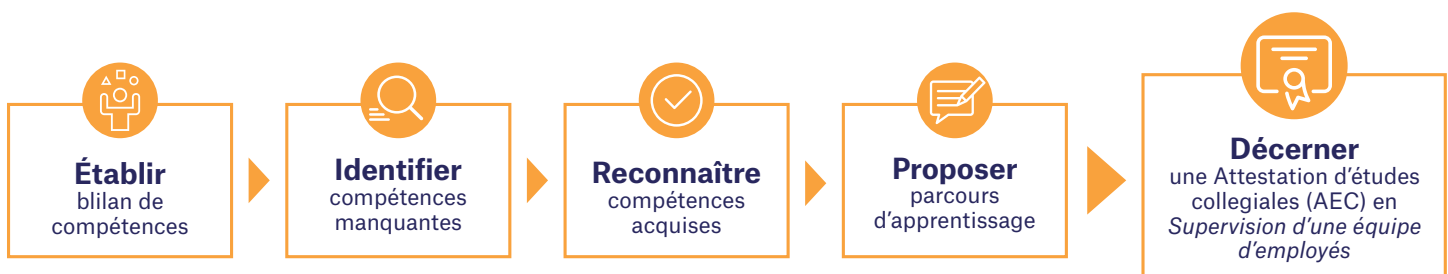 Établir
blilan de
compétences
Identifier
compétences
manquantes
Reconnaître
compétences
acquises
Proposer
parcours
d'apprentissage
Décerner
une Attestation d'études
collegiales (AEC) en
Supervision d'une équipe
d'employés